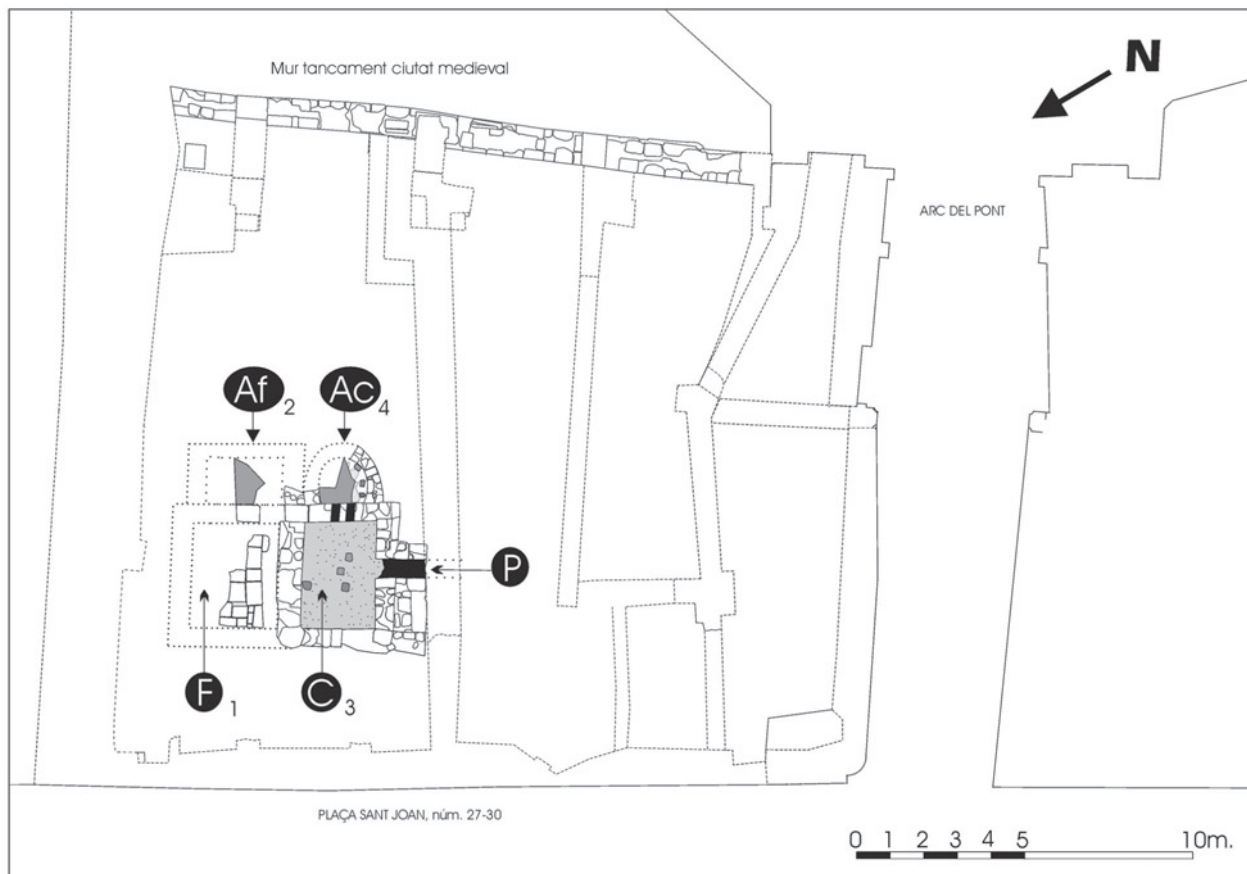 Mur tancament ciutat medieval
N
ARC DEL PONT
Af 2
Ac 4
P
F 1
C 3
PLAÇA SANT JOAN, núm. 27-30
0 1 2 3 4 5 10m.